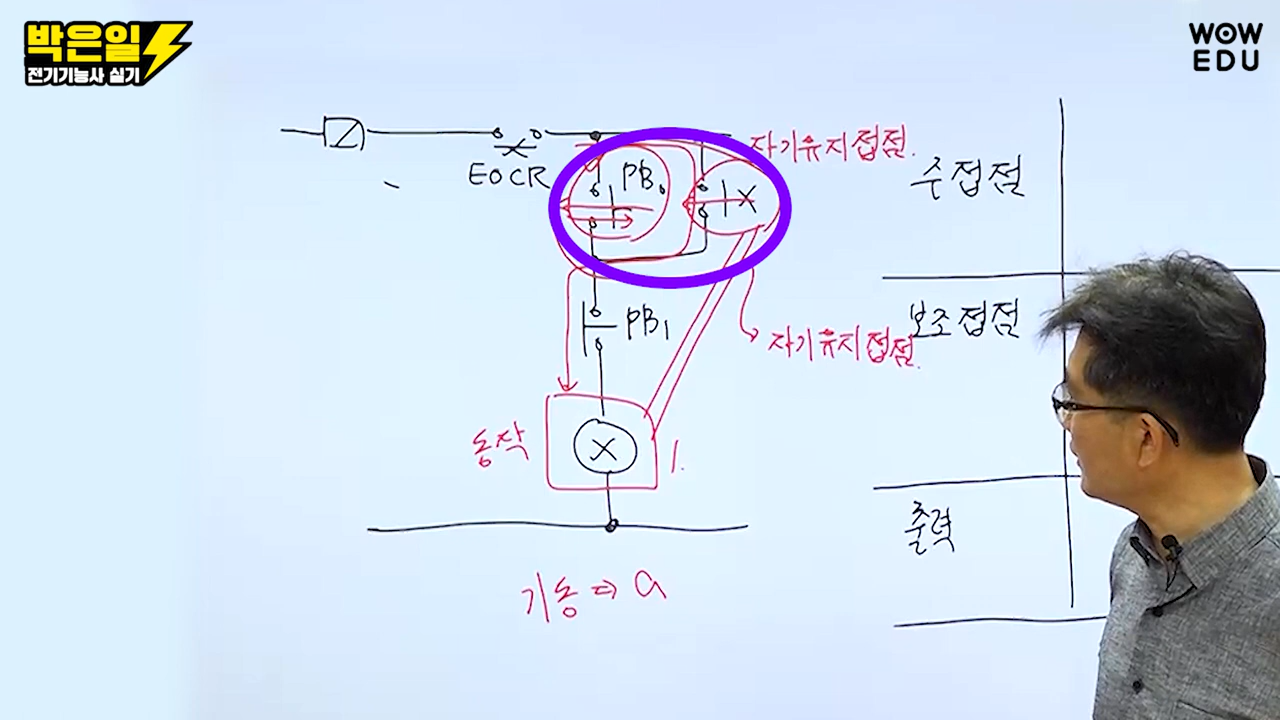 박은일
전기기능사 실기
WOW
EDU
EOCR
PB₀
X
자기유지접점.
주접점
PB₁
자기유지접점.
보조접점
동작
X
1.
출력
기동 ⇨ a